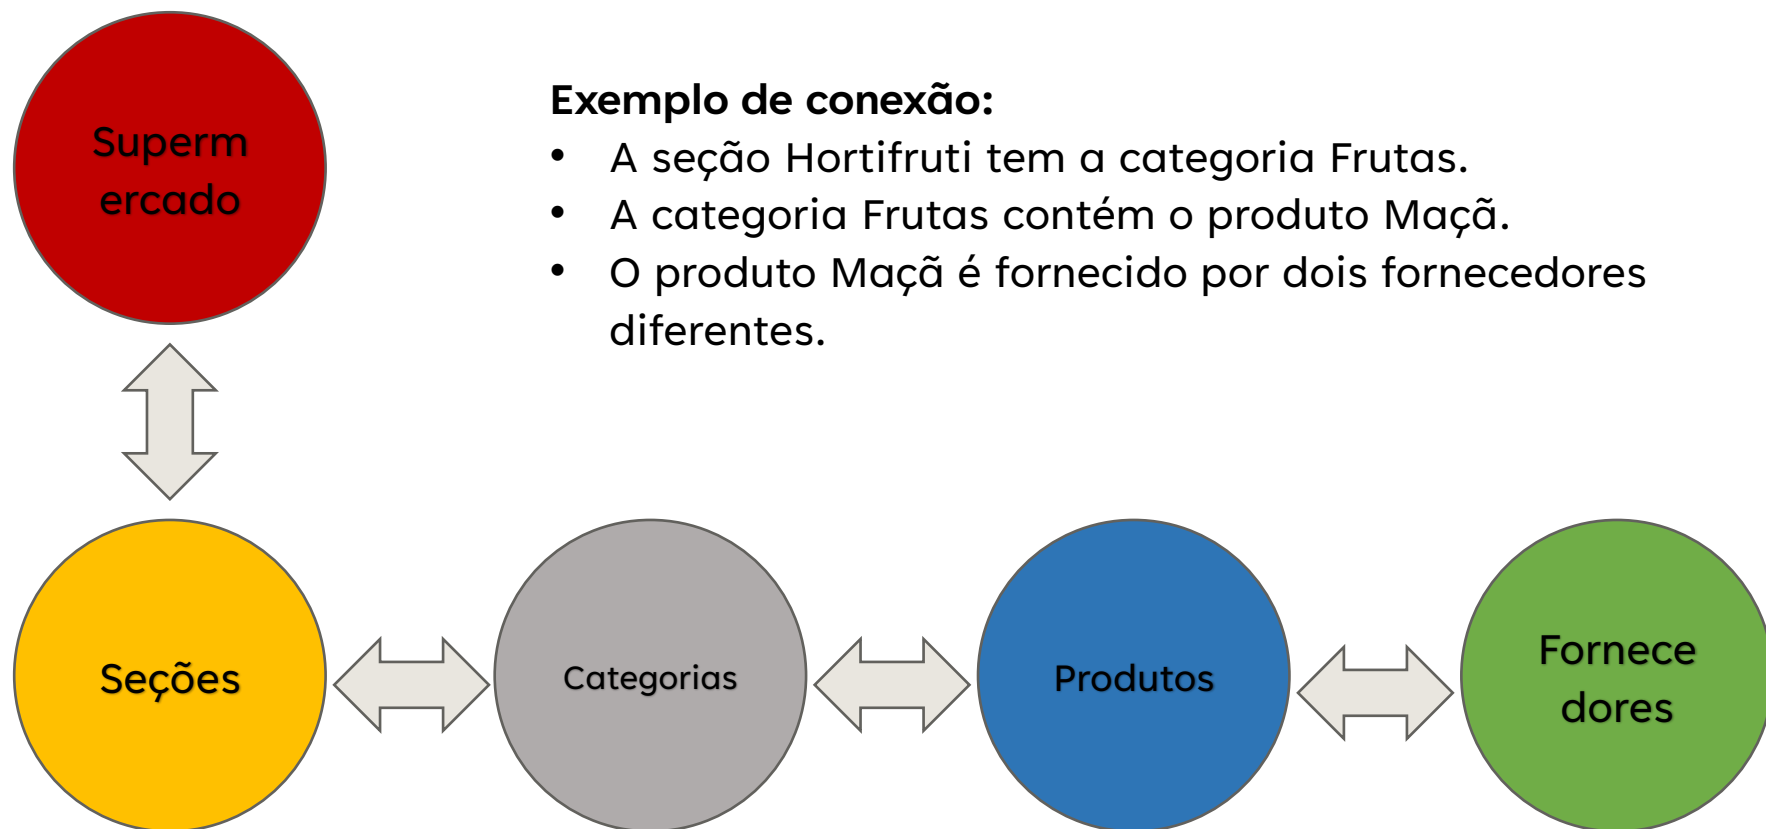 Superm
ercado
Exemplo de conexão:
• A seção Hortifruti tem a categoria Frutas.
• A categoria Frutas contém o produto Maçã.
• O produto Maçã é fornecido por dois fornecedores
diferentes.
Seções
Categorias
Produtos
Fornece
dores